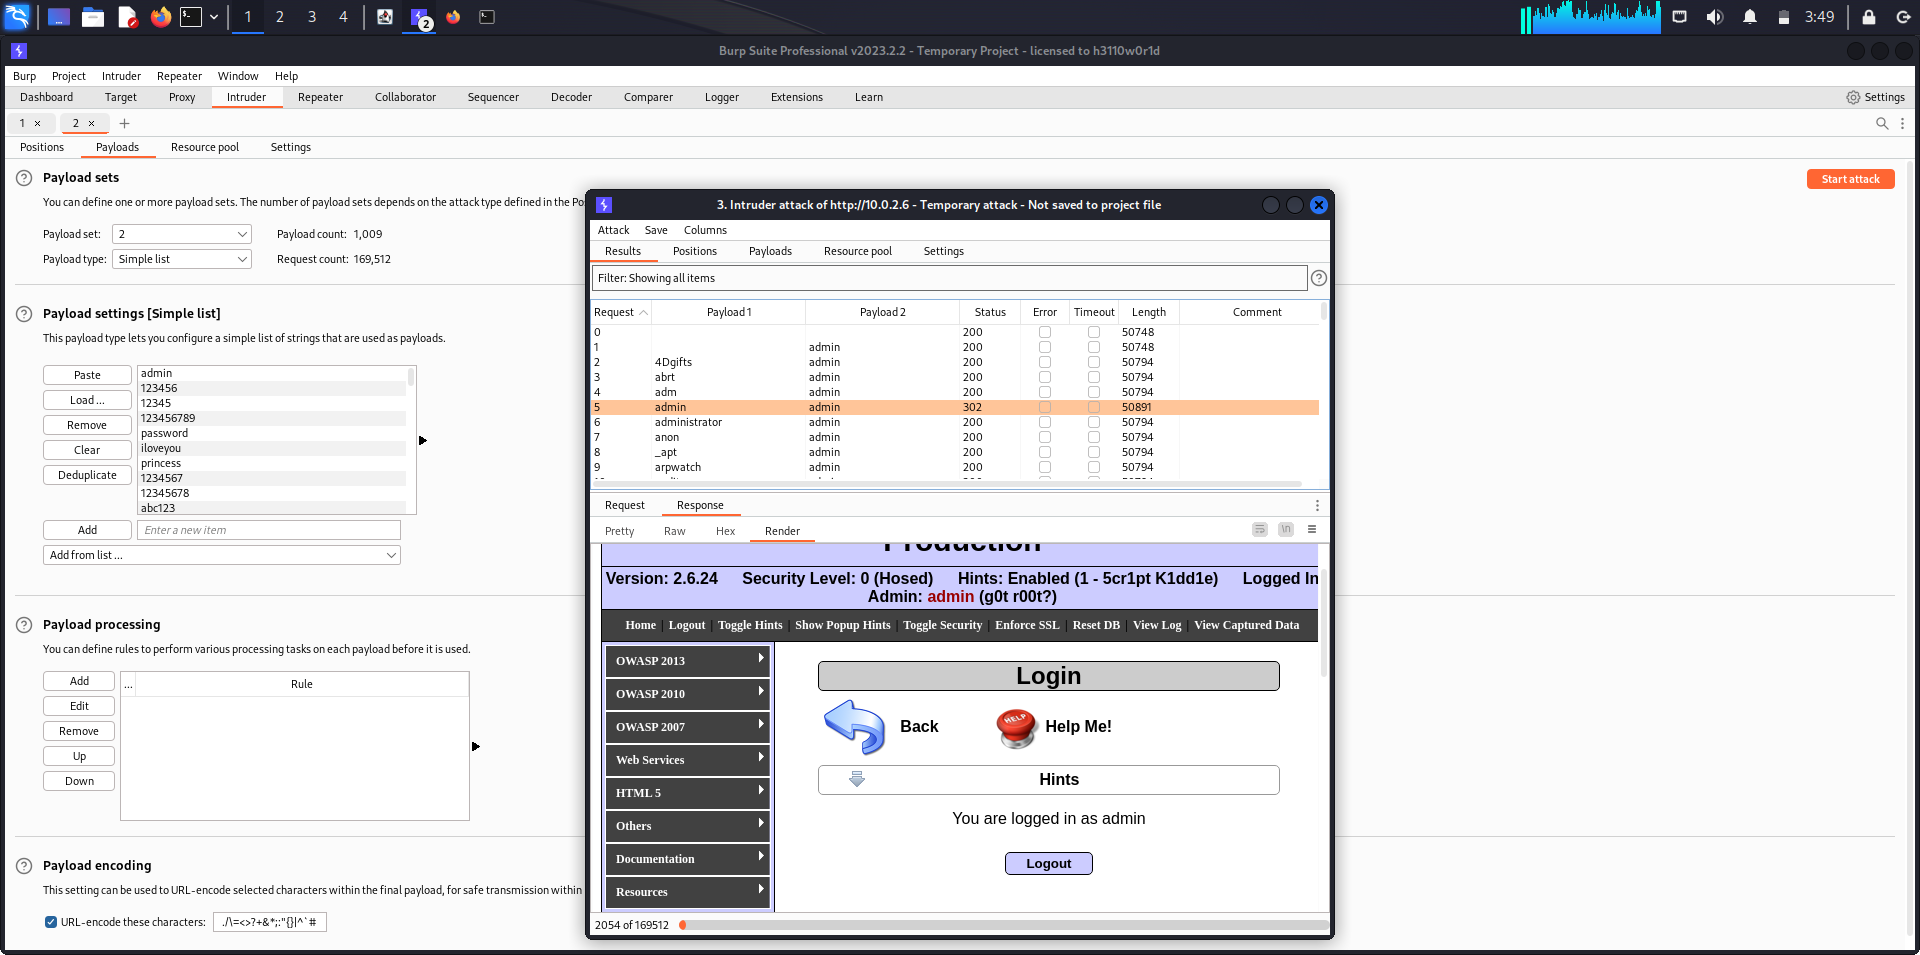 1 2 3 4 2 3:49
Burp Suite Professional v2023.2.2 - Temporary Project - licensed to h3110w0r1d
Burp Project Intruder Repeater Window Help
Dashboard Target Proxy Intruder Repeater Collaborator Sequencer Decoder Comparer Logger Extensions Learn Settings
1 × 2 × +
Positions Payloads Resource pool Settings
? Payload sets
Start attack
You can define one or more payload sets. The number of payload sets depends on the attack type defined in the Po
Payload set: 2 Payload count: 1,009
Payload type: Simple list Request count: 169,512
? Payload settings [Simple list]
This payload type lets you configure a simple list of strings that are used as payloads.
Paste
Load ...
Remove
Clear
Deduplicate
admin
123456
12345
123456789
password
iloveyou
princess
1234567
12345678
abc123
Add Enter a new item
Add from list ...
? Payload processing
You can define rules to perform various processing tasks on each payload before it is used.
Add
Edit
Remove
Up
Down
... Rule
? Payload encoding
This setting can be used to URL-encode selected characters within the final payload, for safe transmission within
URL-encode these characters: ./\=<>?+&*;:"{}|^`#
3. Intruder attack of http://10.0.2.6 - Temporary attack - Not saved to project file
Attack Save Columns
Results Positions Payloads Resource pool Settings
Filter: Showing all items ?
Request Payload 1 Payload 2 Status Error Timeout Length Comment
0 200 50748
1 admin 200 50748
2 4Dgifts admin 200 50794
3 abrt admin 200 50794
4 adm admin 200 50794
5 admin admin 302 50891
6 administrator admin 200 50794
7 anon admin 200 50794
8 _apt admin 200 50794
9 arpwatch admin 200 50794
Request Response
Pretty Raw Hex Render \n
Production
Version: 2.6.24 Security Level: 0 (Hosed) Hints: Enabled (1 - 5cr1pt K1dd1e) Logged In
Admin: admin (g0t r00t?)
Home | Logout | Toggle Hints | Show Popup Hints | Toggle Security | Enforce SSL | Reset DB | View Log | View Captured Data
OWASP 2013
OWASP 2010
OWASP 2007
Web Services
HTML 5
Others
Documentation
Resources
Login
Back HELP Help Me!
Hints
You are logged in as admin
Logout
2054 of 169512